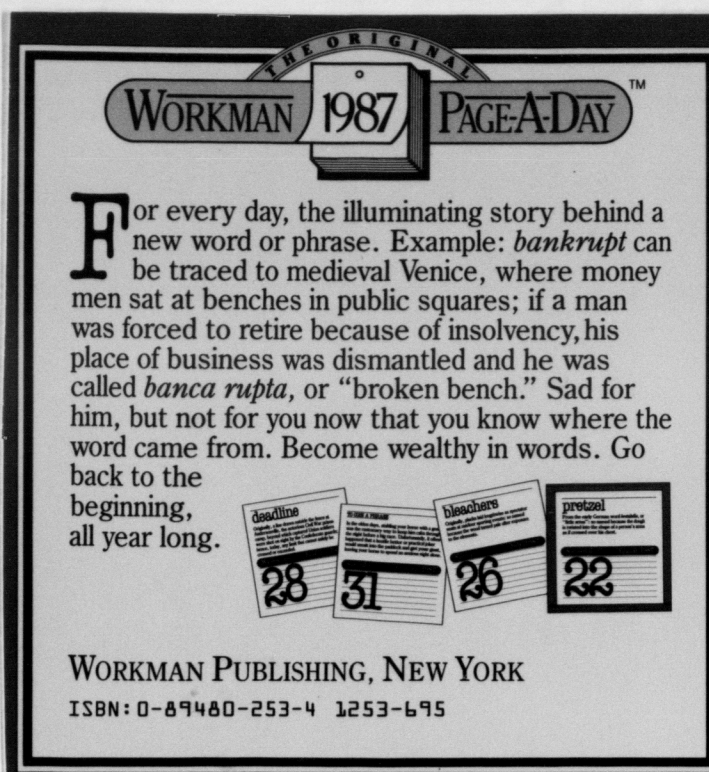 THE ORIGINAL
WORKMAN 1987 PAGE-A-DAY™
For every day, the illuminating story behind a
new word or phrase. Example: bankrupt can
be traced to medieval Venice, where money
men sat at benches in public squares; if a man
was forced to retire because of insolvency, his
place of business was dismantled and he was
called banca rupta, or “broken bench.” Sad for
him, but not for you now that you know where the
word came from. Become wealthy in words. Go
back to the
beginning,
all year long.
deadline
28
31
bleachers
26
pretzel
22
WORKMAN PUBLISHING, NEW YORK
ISBN: 0-89480-253-4 1253-695